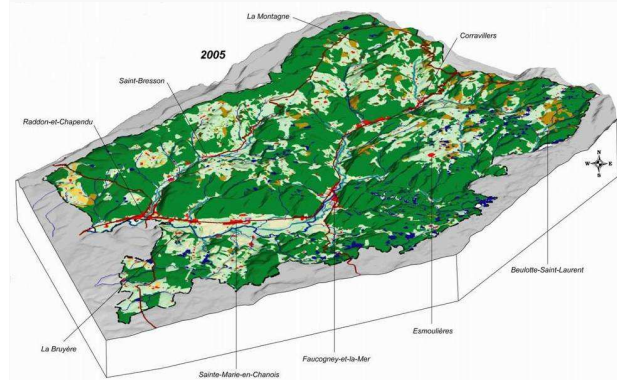 La Montagne
Corravillers
2005
Saint-Bresson
Raddon-et-Chapendu
N
W E
S
Beulotte-Saint-Laurent
Esmoulières
La Bruyère
Faucogney-et-la-Mer
Sainte-Marie-en-Chanois